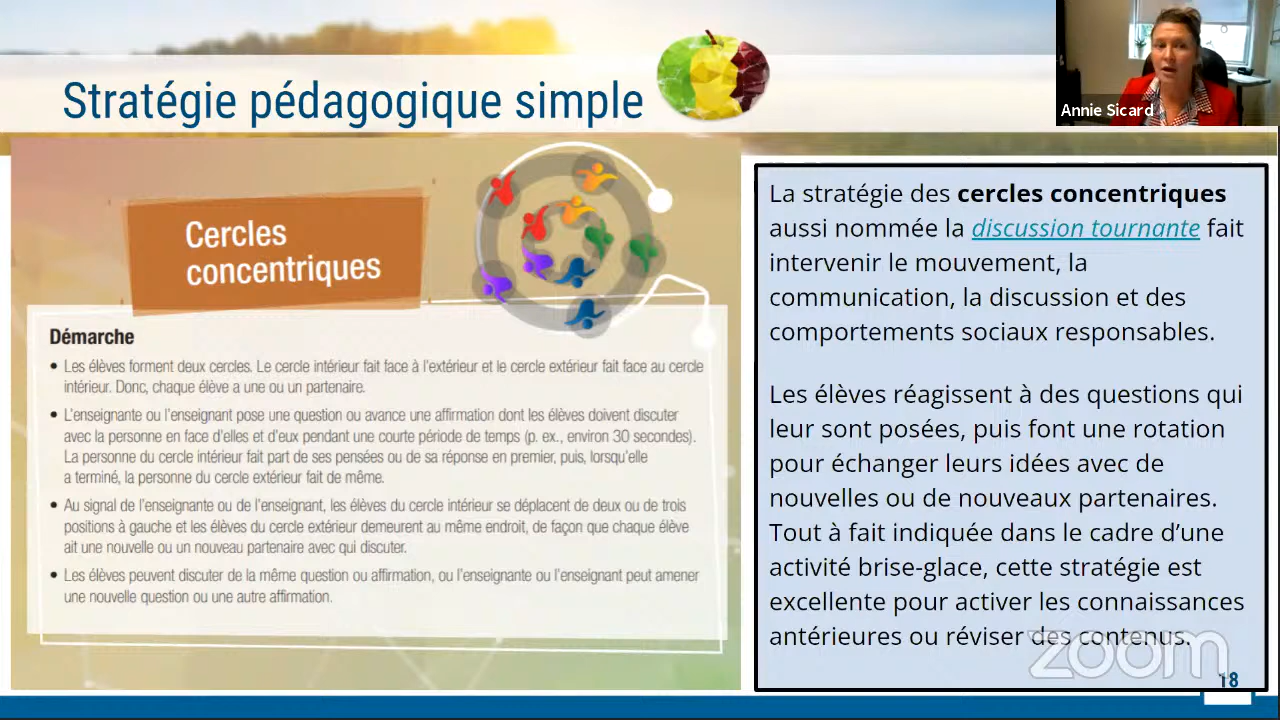 Stratégie pédagogique simple
Annie Sicard
Cercles
concentriques
Démarche
• Les élèves forment deux cercles. Le cercle intérieur fait face à l'extérieur et le cercle extérieur fait face au cercle
intérieur. Donc, chaque élève a une ou un partenaire.
• L'enseignante ou l'enseignant pose une question ou avance une affirmation dont les élèves doivent discuter
avec la personne en face d'elles et d'eux pendant une courte période de temps (p. ex., environ 30 secondes).
La personne du cercle intérieur fait part de ses pensées ou de sa réponse en premier, puis, lorsqu'elle
a terminé, la personne du cercle extérieur fait de même.
• Au signal de l'enseignante ou de l'enseignant, les élèves du cercle intérieur se déplacent de deux ou de trois
positions à gauche et les élèves du cercle extérieur demeurent au même endroit, de façon que chaque élève
ait une nouvelle ou un nouveau partenaire avec qui discuter.
• Les élèves peuvent discuter de la même question ou affirmation, ou l'enseignante ou l'enseignant peut amener
une nouvelle question ou une autre affirmation.
La stratégie des cercles concentriques
aussi nommée la discussion tournante fait
intervenir le mouvement, la
communication, la discussion et des
comportements sociaux responsables.
Les élèves réagissent à des questions qui
leur sont posées, puis font une rotation
pour échanger leurs idées avec de
nouvelles ou de nouveaux partenaires.
Tout à fait indiquée dans le cadre d'une
activité brise-glace, cette stratégie est
excellente pour activer les connaissances
antérieures ou réviser des contenus.
zoom
18